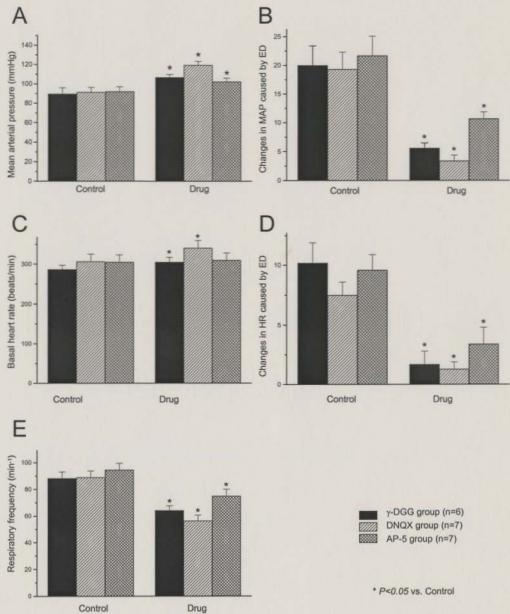 A
Mean arterial pressure (mmHg)
140
120
100
80
60
40
20
0
* * *
Control Drug
B
Changes in MAP caused by ED
25
20
15
10
5
0
* * *
Control Drug
C
Basal heart rate (beats/min)
300
200
100
0
* *
Control Drug
D
Changes in HR caused by ED
10
5
0
* * *
Control Drug
E
Respiratory frequency (min-1)
100
80
60
40
20
0
* * *
Control Drug
γ-DGG group (n=6)
DNQX group (n=7)
AP-5 group (n=7)
* P<0.05 vs. Control